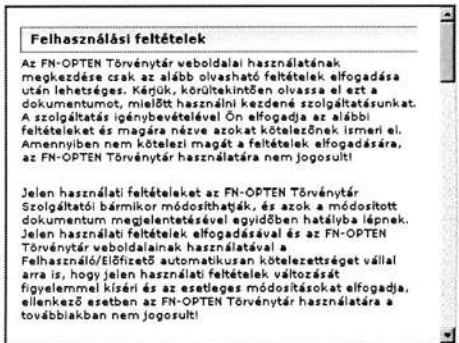 Felhasználási feltételek
Az FN-OPTEN Törvénytár weboldalai használatának
megkezdése csak az alább olvasható feltételek elfogadása
után lehetséges. Kérjük, körültekintően olvassa el ezt a
dokumentumot, mielőtt használni kezdené szolgáltatásunkat.
A szolgáltatás igénybevételével Ön elfogadja az alábbi
feltételeket és magára nézve azokat kötelezőnek ismeri el.
Amennyiben nem kötelezi magát a feltételek elfogadására,
az FN-OPTEN Törvénytár használatára nem jogosult!
Jelen használati feltételeket az FN-OPTEN Törvénytár
Szolgáltatói bármikor módosíthatják, és azok a módosított
dokumentum megjelentetésével egyidőben hatályba lépnek.
Jelen használati feltételek elfogadásával és az FN-OPTEN
Törvénytár weboldalainak használatával a
Felhasználó/Előfizető automatikusan kötelezettséget vállal
arra is, hogy jelen használati feltételek változását
figyelemmel kíséri és az esetleges módosításokat elfogadja,
ellenkező esetben az FN-OPTEN Törvénytár használatára a
továbbiakban nem jogosult!